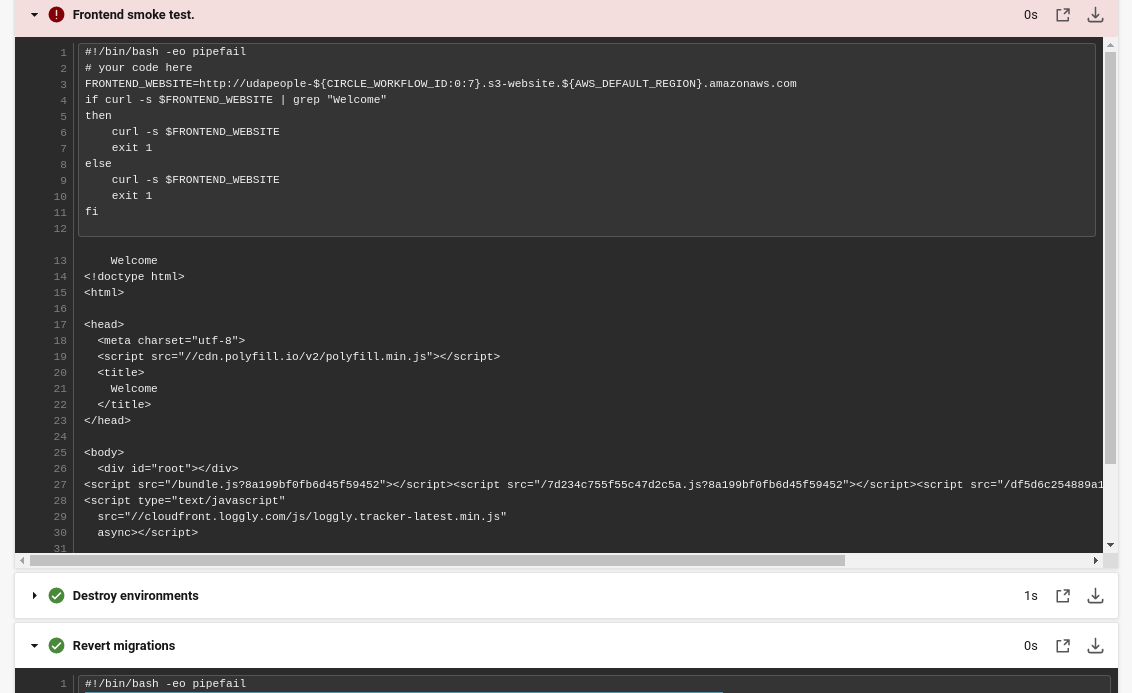 Frontend smoke test.
0s
1 #!/bin/bash -eo pipefail
2 # your code here
3 FRONTEND_WEBSITE=http://udapeople-${CIRCLE_WORKFLOW_ID:0:7}.s3-website.${AWS_DEFAULT_REGION}.amazonaws.com
4 if curl -s $FRONTEND_WEBSITE | grep "Welcome"
5 then
6     curl -s $FRONTEND_WEBSITE
7     exit 1
8 else
9     curl -s $FRONTEND_WEBSITE
10     exit 1
11 fi
12
13     Welcome
14 <!doctype html>
15 <html>
16
17 <head>
18   <meta charset="utf-8">
19   <script src="//cdn.polyfill.io/v2/polyfill.min.js"></script>
20   <title>
21     Welcome
22   </title>
23 </head>
24
25 <body>
26   <div id="root"></div>
27 <script src="/bundle.js?8a199bf0fb6d45f59452"></script><script src="/7d234c755f55c47d2c5a.js?8a199bf0fb6d45f59452"></script><script src="/df5d6c254889a1
28 <script type="text/javascript"
29   src="//cloudfront.loggly.com/js/loggly.tracker-latest.min.js"
30   async></script>
31
Destroy environments
1s
Revert migrations
0s
1 #!/bin/bash -eo pipefail